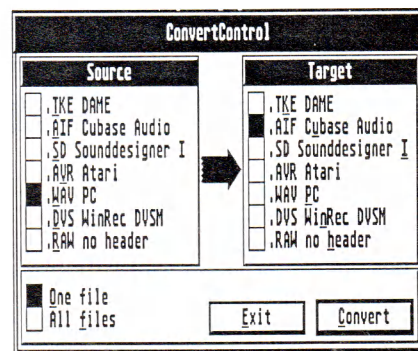 ConvertControl
Source
.TKE DAME
.AIF Cubase Audio
.SD Sounddesigner I
.AVR Atari
.WAV PC
.DVS WinRec DVSM
.RAW no header
Target
.TKE DAME
.AIF Cubase Audio
.SD Sounddesigner I
.AVR Atari
.WAV PC
.DVS WinRec DVSM
.RAW no header
One file
All files
Exit
Convert